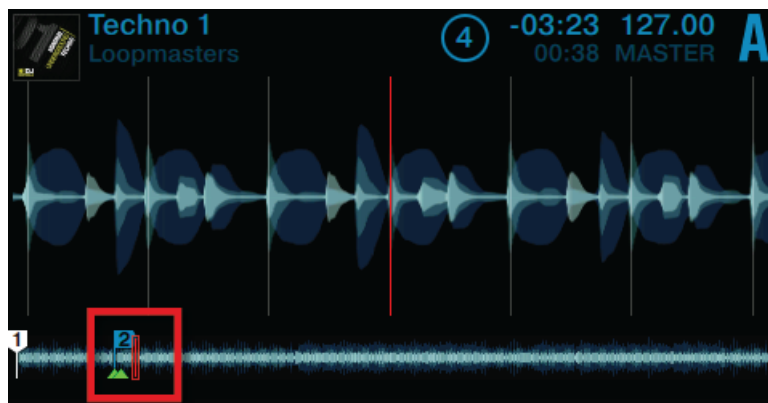 Techno 1
Loopmasters
4
-03:23 127.00
00:38 MASTER
A
1
2